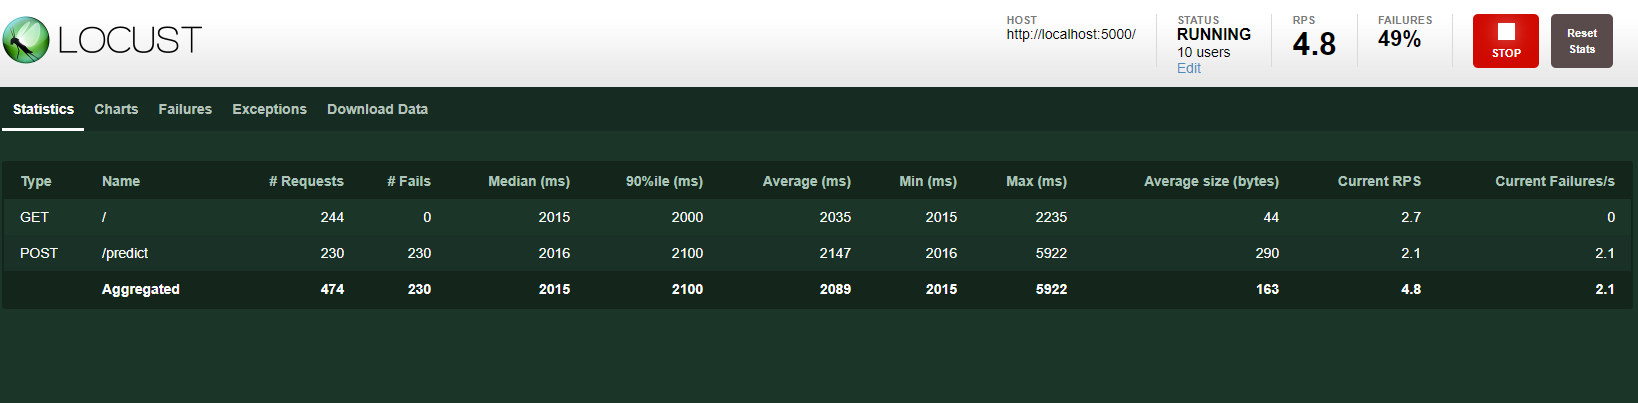 LOCUST
HOST
http://localhost:5000/
STATUS
RUNNING
10 users
Edit
RPS
4.8
FAILURES
49%
STOP
Reset
Stats
Statistics Charts Failures Exceptions Download Data
Type Name # Requests # Fails Median (ms) 90%ile (ms) Average (ms) Min (ms) Max (ms) Average size (bytes) Current RPS Current Failures/s
GET / 244 0 2015 2000 2035 2015 2235 44 2.7 0
POST /predict 230 230 2016 2100 2147 2016 5922 290 2.1 2.1
Aggregated 474 230 2015 2100 2089 2015 5922 163 4.8 2.1